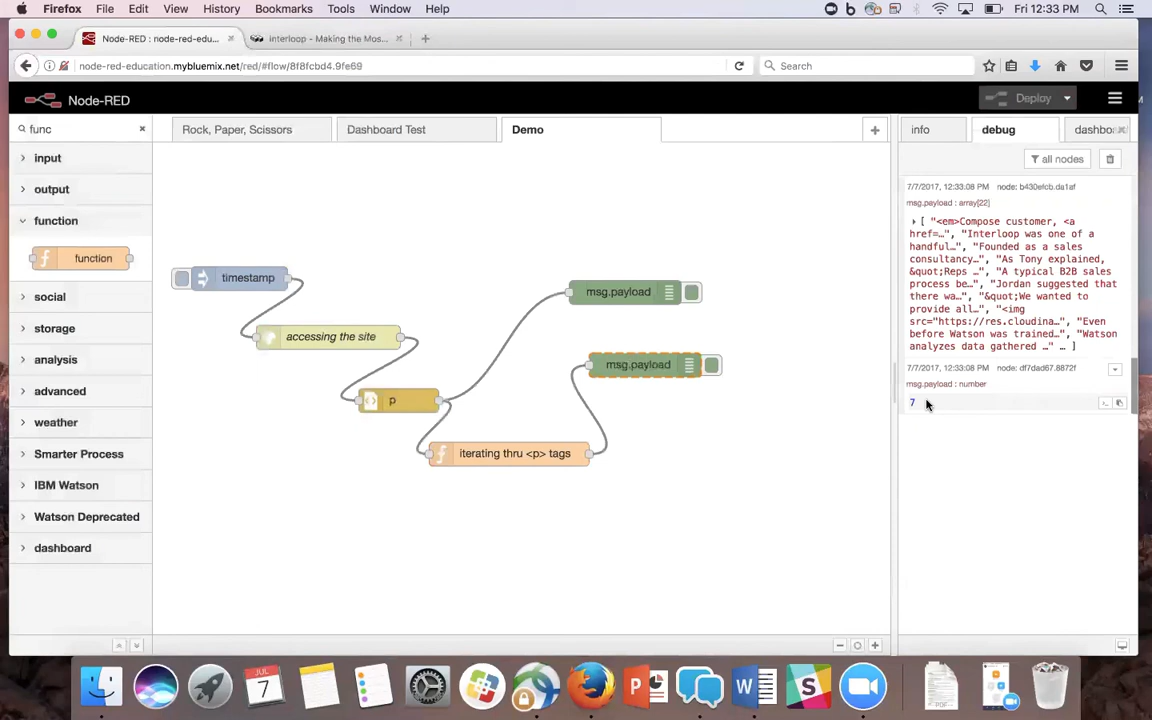 Firefox File Edit View History Bookmarks Tools Window Help
Fri 12:33 PM
Node-RED : node-red-edu...
interloop - Making the Mos...
node-red-education.mybluemix.net/red/#flow/8f8fcbd4.9fe69
Search
Node-RED
Deploy
func
Rock, Paper, Scissors
Dashboard Test
Demo
info
debug
all nodes
input
output
function
function
social
storage
analysis
advanced
weather
Smarter Process
IBM Watson
Watson Deprecated
dashboard
timestamp
accessing the site
p
iterating thru <p> tags
msg.payload
msg.payload
7/7/2017, 12:33:08 PM node: b430efcb.da1af
msg.payload : array[22]
[ "<em>Compose customer, <a
href=…", "Interloop was one of a
handful…", "Founded as a sales
consultancy…", "As Tony explained,
&quot;Reps …", "A typical B2B sales
process be…", "Jordan suggested that
there wa…", "&quot;We wanted to
provide all…", "<img
src="https://res.cloudina…", "Even
before Watson was trained…", "Watson
analyzes data gathered …" … ]
7/7/2017, 12:33:08 PM node: df7dad67.8872f
msg.payload : number
7
JUL
7